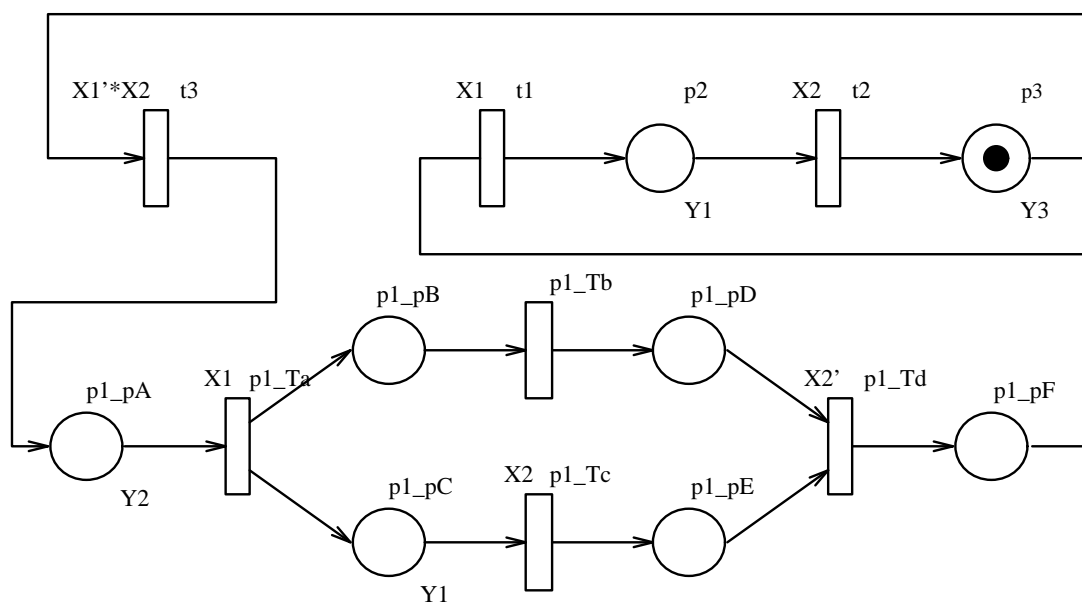 X1'*X2 t3
X1 t1
p2
X2 t2
p3
Y1
Y3
p1_pB
p1_Tb
p1_pD
p1_pA
X1 p1_Ta
X2' p1_Td
p1_pF
Y2
p1_pC
X2 p1_Tc
p1_pE
Y1